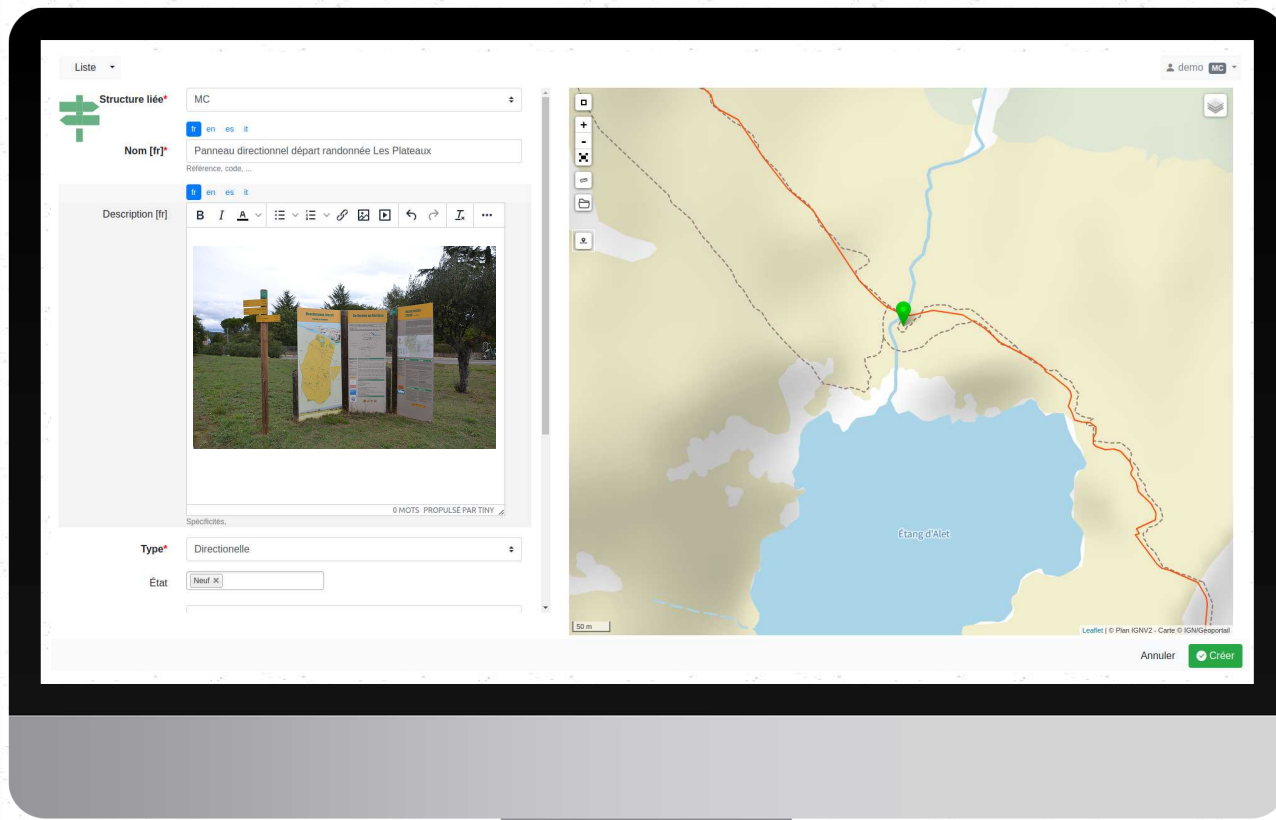 Liste
demo MC
Structure liée*
MC
fr en es it
Nom [fr]*
Panneau directionnel départ randonnée Les Plateaux
Référence, code, ...
fr en es it
Description [fr]
B I A
0 MOTS PROPULSÉ PAR TINY
Spécificités,
Type*
Directionelle
État
Neuf ×
+
-
Étang d'Alet
50 m
Leaflet | © Plan IGNV2 - Carte © IGN/Geoportail
Annuler
Créer